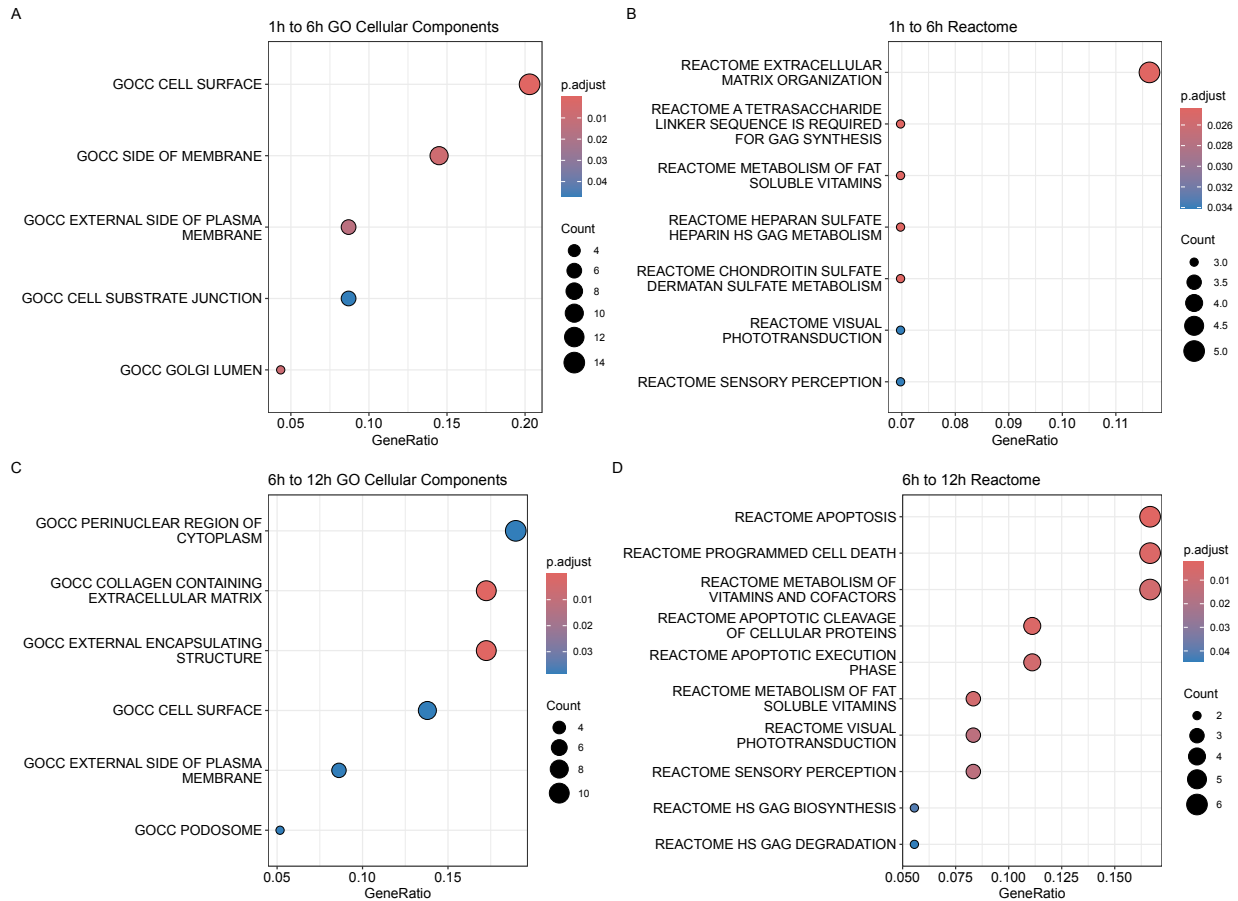 A
1h to 6h GO Cellular Components
GOCC CELL SURFACE
GOCC SIDE OF MEMBRANE
GOCC EXTERNAL SIDE OF PLASMA
MEMBRANE
GOCC CELL SUBSTRATE JUNCTION
GOCC GOLGI LUMEN
0.05
0.10
0.15
0.20
GeneRatio
p.adjust
0.01
0.02
0.03
0.04
Count
4
6
8
10
12
14
B
1h to 6h Reactome
REACTOME EXTRACELLULAR
MATRIX ORGANIZATION
REACTOME A TETRASACCHARIDE
LINKER SEQUENCE IS REQUIRED
FOR GAG SYNTHESIS
REACTOME METABOLISM OF FAT
SOLUBLE VITAMINS
REACTOME HEPARAN SULFATE
HEPARIN HS GAG METABOLISM
REACTOME CHONDROITIN SULFATE
DERMATAN SULFATE METABOLISM
REACTOME VISUAL
PHOTOTRANSDUCTION
REACTOME SENSORY PERCEPTION
0.07
0.08
0.09
0.10
0.11
GeneRatio
p.adjust
0.026
0.028
0.030
0.032
0.034
Count
3.0
3.5
4.0
4.5
5.0
C
6h to 12h GO Cellular Components
GOCC PERINUCLEAR REGION OF
CYTOPLASM
GOCC COLLAGEN CONTAINING
EXTRACELLULAR MATRIX
GOCC EXTERNAL ENCAPSULATING
STRUCTURE
GOCC CELL SURFACE
GOCC EXTERNAL SIDE OF PLASMA
MEMBRANE
GOCC PODOSOME
0.05
0.10
0.15
GeneRatio
p.adjust
0.01
0.02
0.03
Count
4
6
8
10
D
6h to 12h Reactome
REACTOME APOPTOSIS
REACTOME PROGRAMMED CELL DEATH
REACTOME METABOLISM OF
VITAMINS AND COFACTORS
REACTOME APOPTOTIC CLEAVAGE
OF CELLULAR PROTEINS
REACTOME APOPTOTIC EXECUTION
PHASE
REACTOME METABOLISM OF FAT
SOLUBLE VITAMINS
REACTOME VISUAL
PHOTOTRANSDUCTION
REACTOME SENSORY PERCEPTION
REACTOME HS GAG BIOSYNTHESIS
REACTOME HS GAG DEGRADATION
0.050
0.075
0.100
0.125
0.150
GeneRatio
p.adjust
0.01
0.02
0.03
0.04
Count
2
3
4
5
6